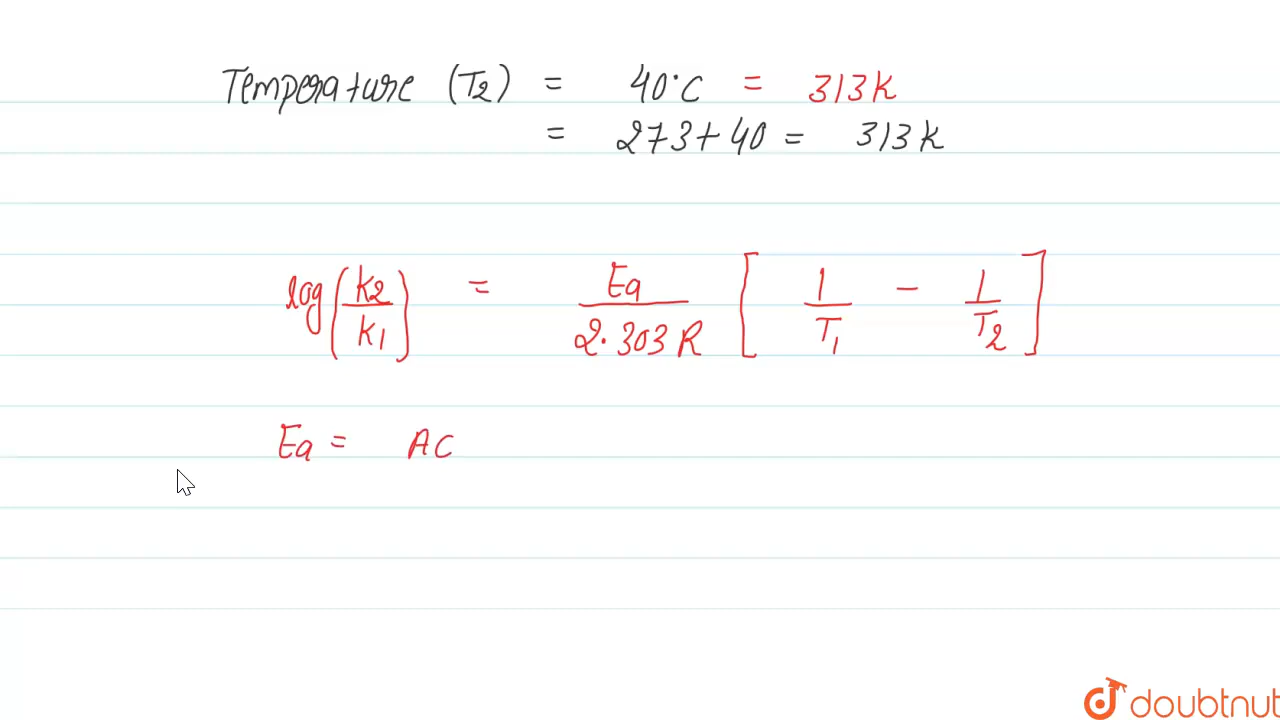 Temperature (T2) = 40°C = 313K
= 273+40 = 313K
log(K2/K1) = Ea/2.303R [1/T1 - 1/T2]
Ea = AC
doubtnut